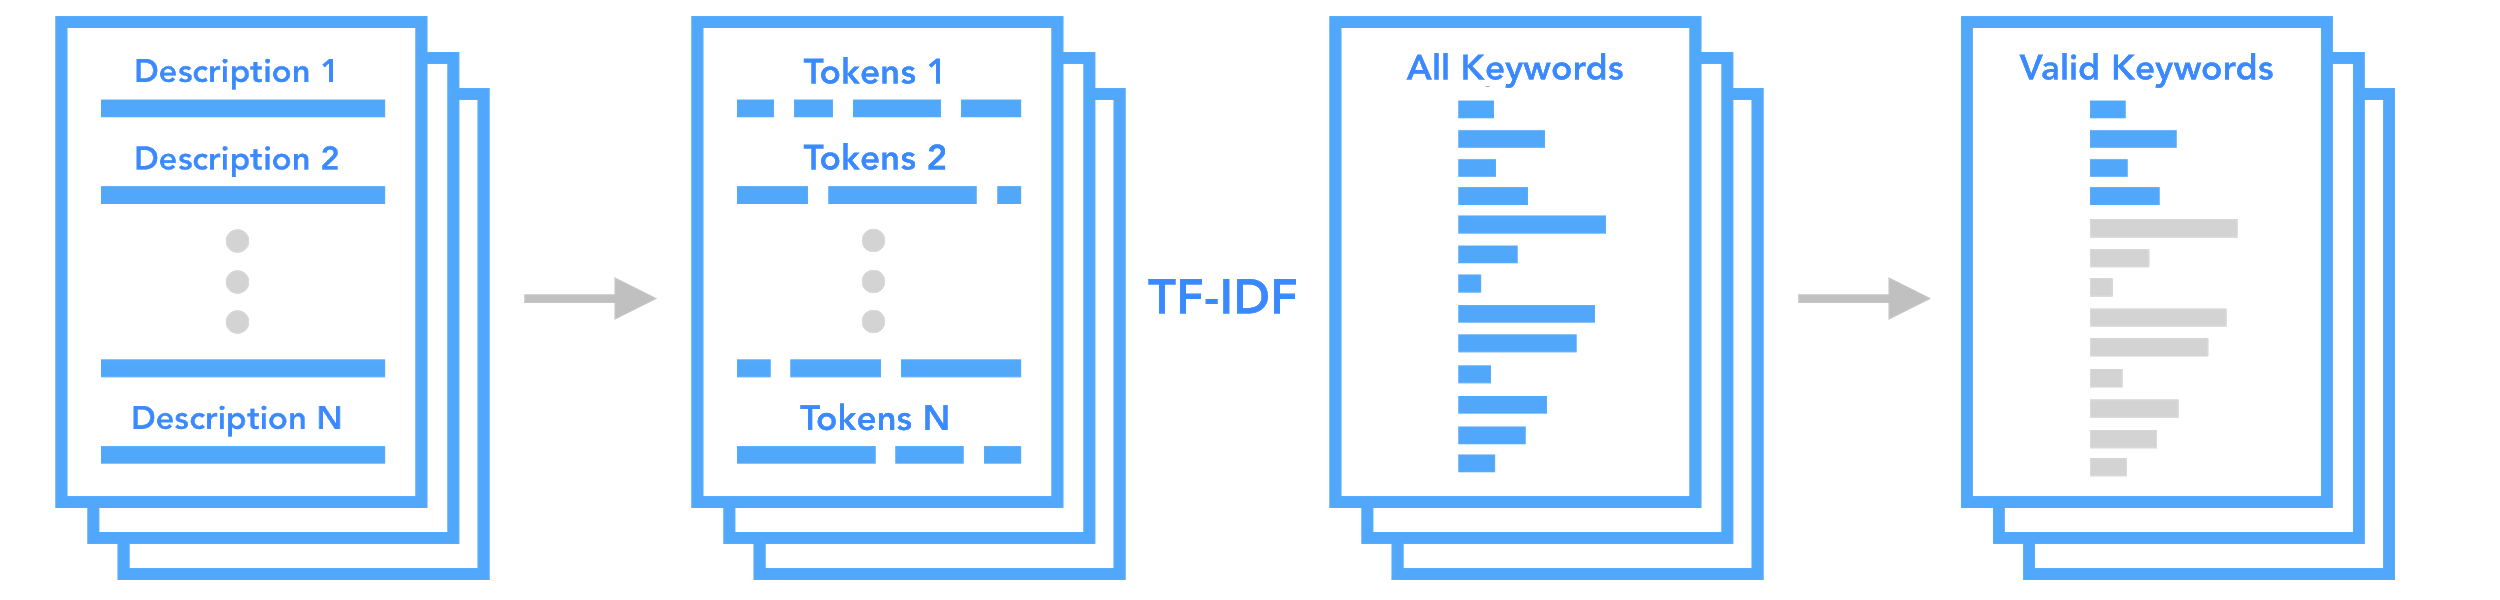 Description 1
Description 2
Description N
Tokens 1
Tokens 2
Tokens N
TF-IDF
All Keywords
Valid Keywords